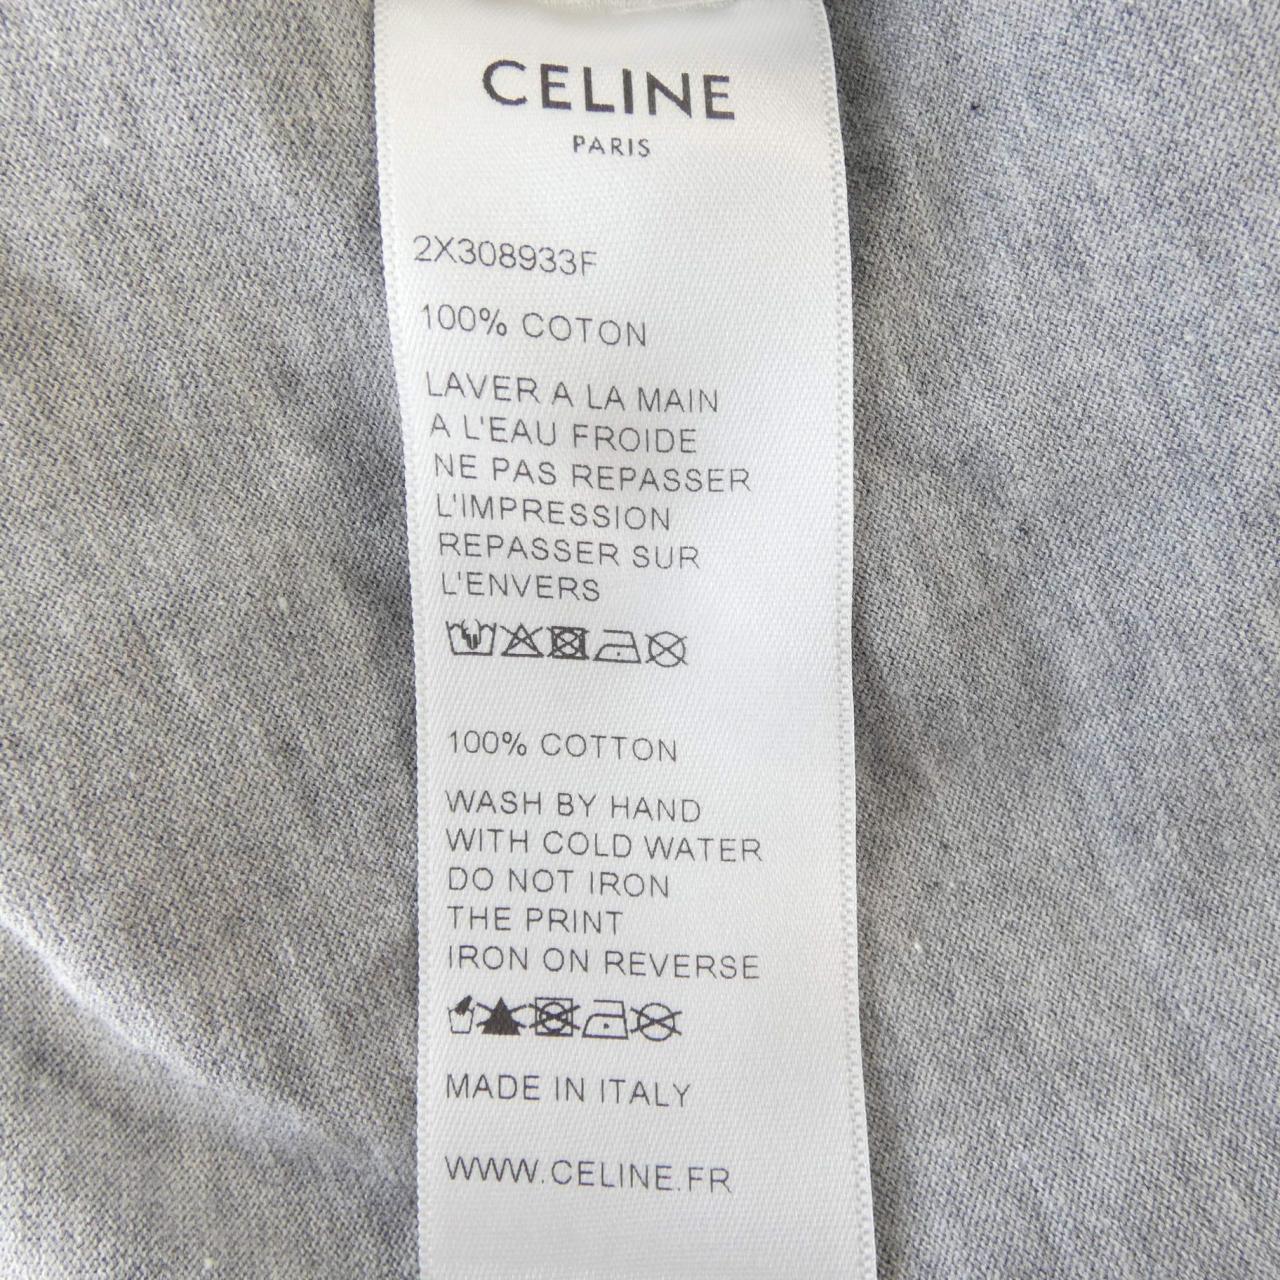 CELINE
PARIS
2X308933F
100% COTON
LAVER A LA MAIN
A L'EAU FROIDE
NE PAS REPASSER
L'IMPRESSION
REPASSER SUR
L'ENVERS
100% COTTON
WASH BY HAND
WITH COLD WATER
DO NOT IRON
THE PRINT
IRON ON REVERSE
MADE IN ITALY
WWW.CELINE.FR